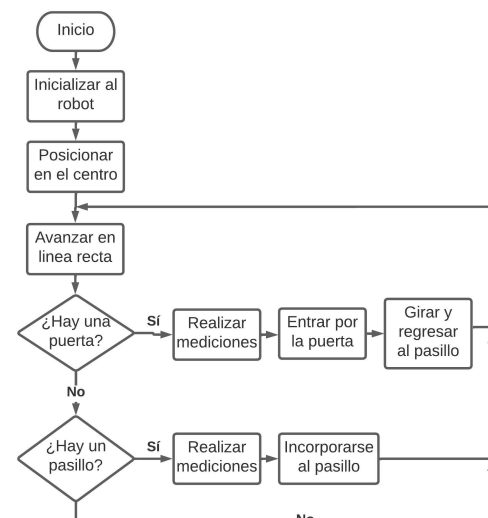 Inicio
Inicializar al
robot
Posicionar
en el centro
Avanzar en
linea recta
¿Hay una
puerta?
Sí
Realizar
mediciones
Entrar por
la puerta
Girar y
regresar
al pasillo
No
¿Hay un
pasillo?
Sí
Realizar
mediciones
Incorporarse
al pasillo
No